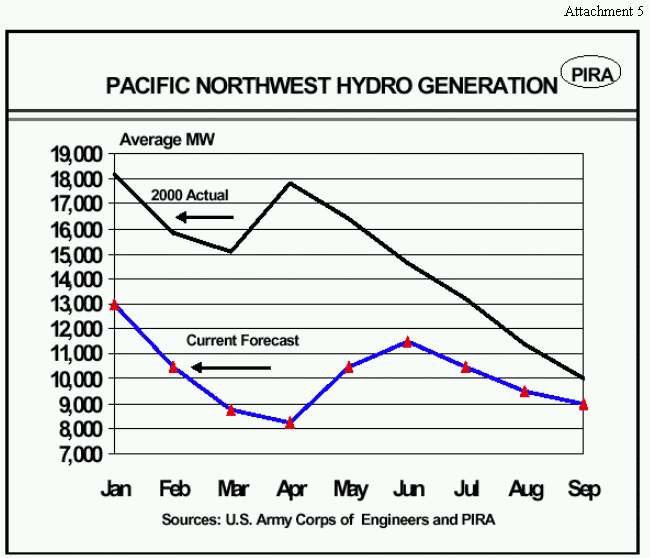 Attachment 5
PACIFIC NORTHWEST HYDRO GENERATION
PIRA
Average MW
19,000
18,000
17,000
16,000
15,000
14,000
13,000
12,000
11,000
10,000
9,000
8,000
7,000
2000 Actual
Current Forecast
Jan Feb Mar Apr May Jun Jul Aug Sep
Sources: U.S. Army Corps of Engineers and PIRA